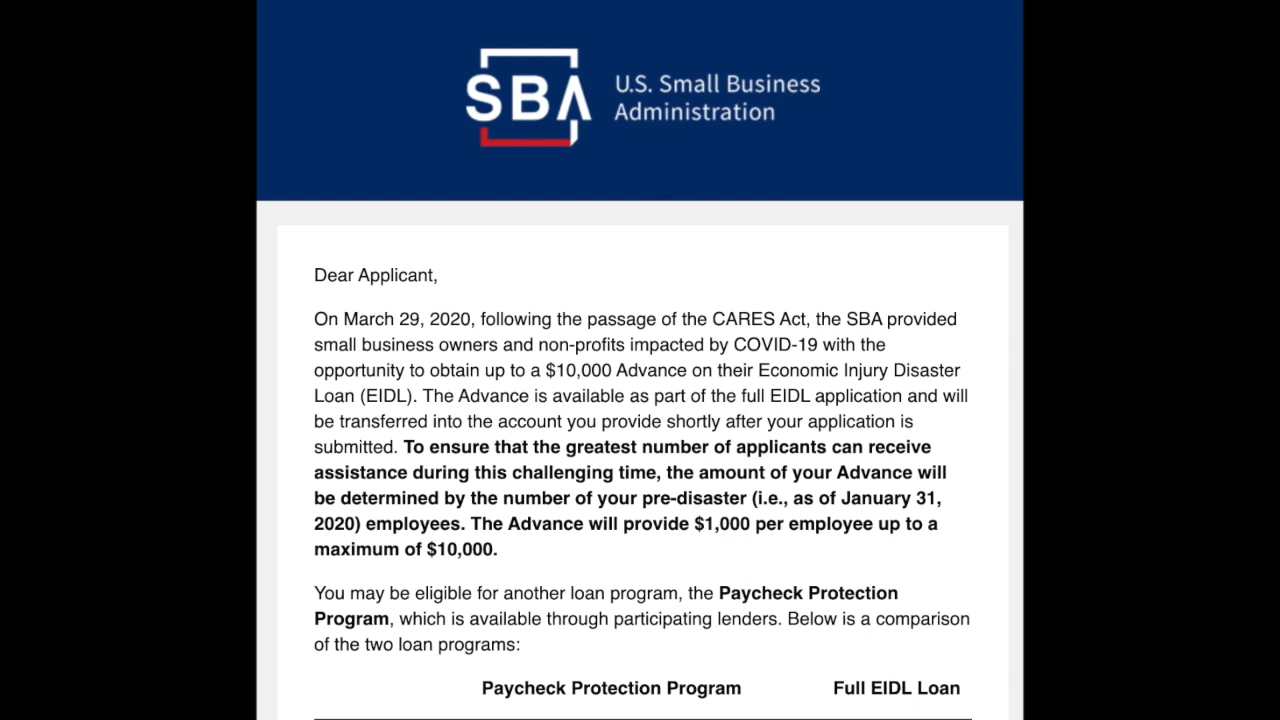 SBA
U.S. Small Business
Administration
Dear Applicant,
On March 29, 2020, following the passage of the CARES Act, the SBA provided
small business owners and non-profits impacted by COVID-19 with the
opportunity to obtain up to a $10,000 Advance on their Economic Injury Disaster
Loan (EIDL). The Advance is available as part of the full EIDL application and will
be transferred into the account you provide shortly after your application is
submitted. To ensure that the greatest number of applicants can receive
assistance during this challenging time, the amount of your Advance will
be determined by the number of your pre-disaster (i.e., as of January 31,
2020) employees. The Advance will provide $1,000 per employee up to a
maximum of $10,000.
You may be eligible for another loan program, the Paycheck Protection
Program, which is available through participating lenders. Below is a comparison
of the two loan programs:
Paycheck Protection Program Full EIDL Loan